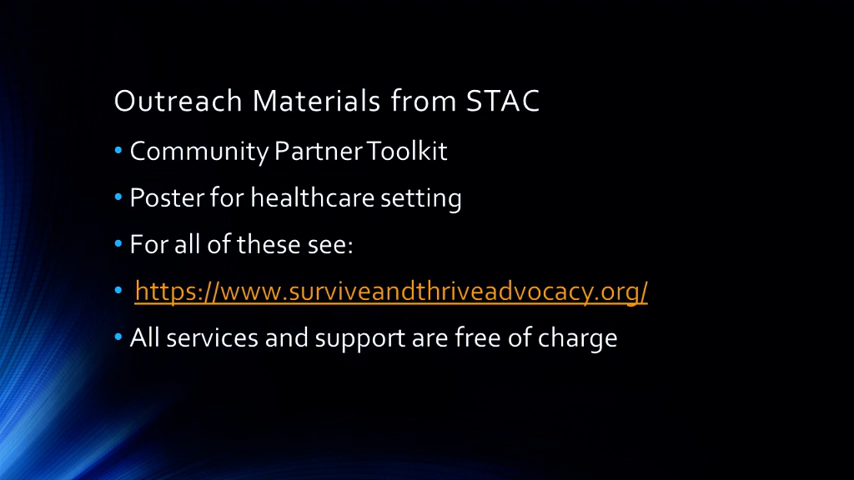 Outreach Materials from STAC
• Community Partner Toolkit
• Poster for healthcare setting
• For all of these see:
• https://www.surviveandthriveadvocacy.org/
• All services and support are free of charge